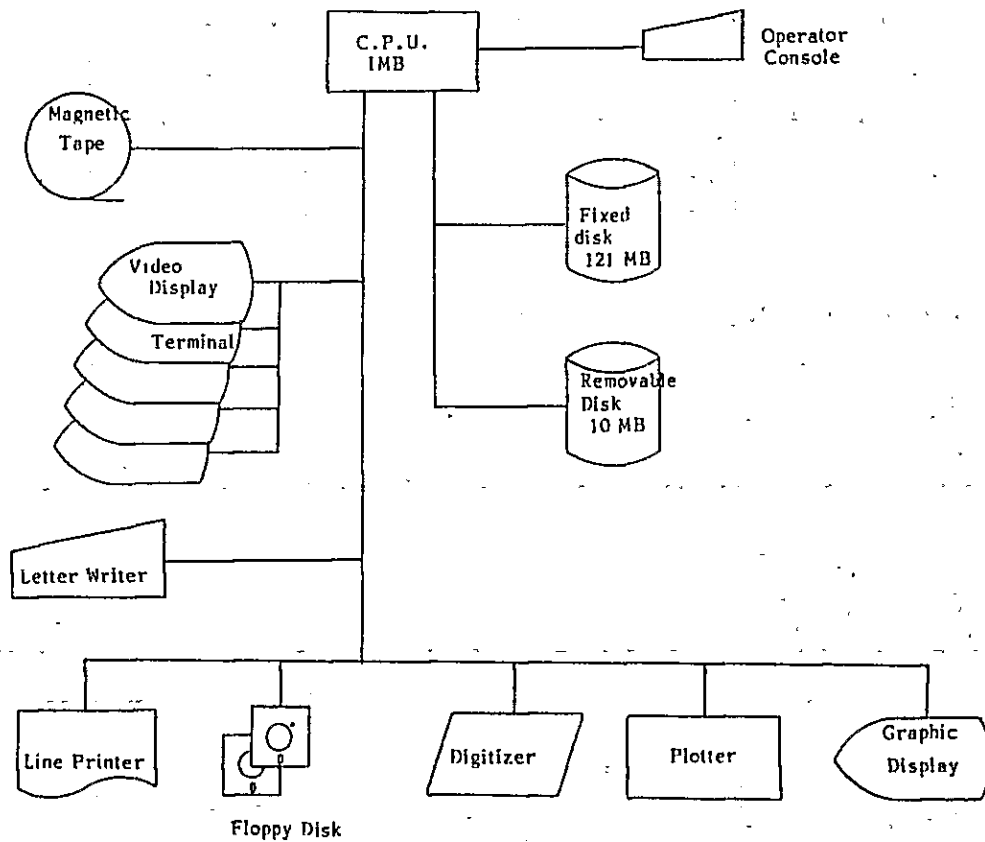 C.P.U.
1MB
Operator
Console
Magnetic
Tape
Fixed
disk
121 MB
Video
Display
Terminal
Removable
Disk
10 MB
Letter Writer
Line Printer
Floppy Disk
Digitizer
Plotter
Graphic
Display